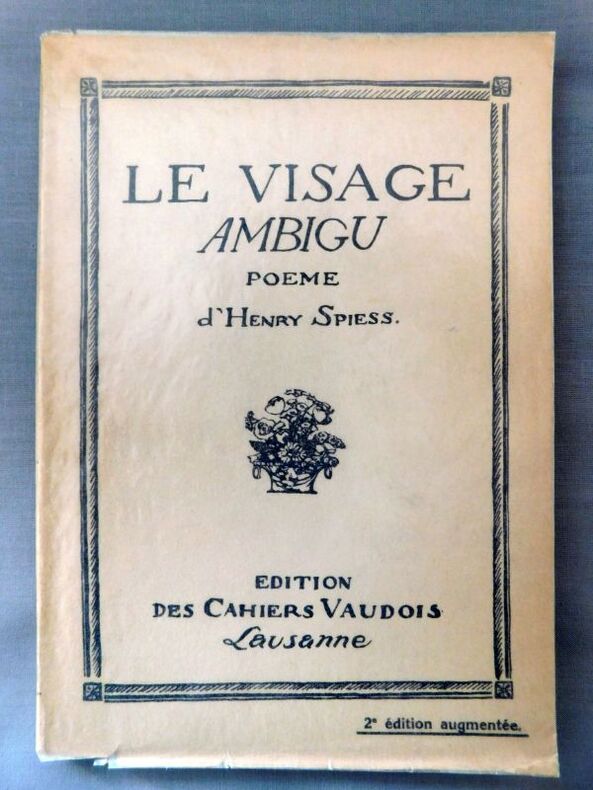 LE VISAGE
AMBIGU
POEME
d'HENRY SPIESS.
EDITION
DES CAHIERS VAUDOIS
Lausanne
2e édition augmentée.